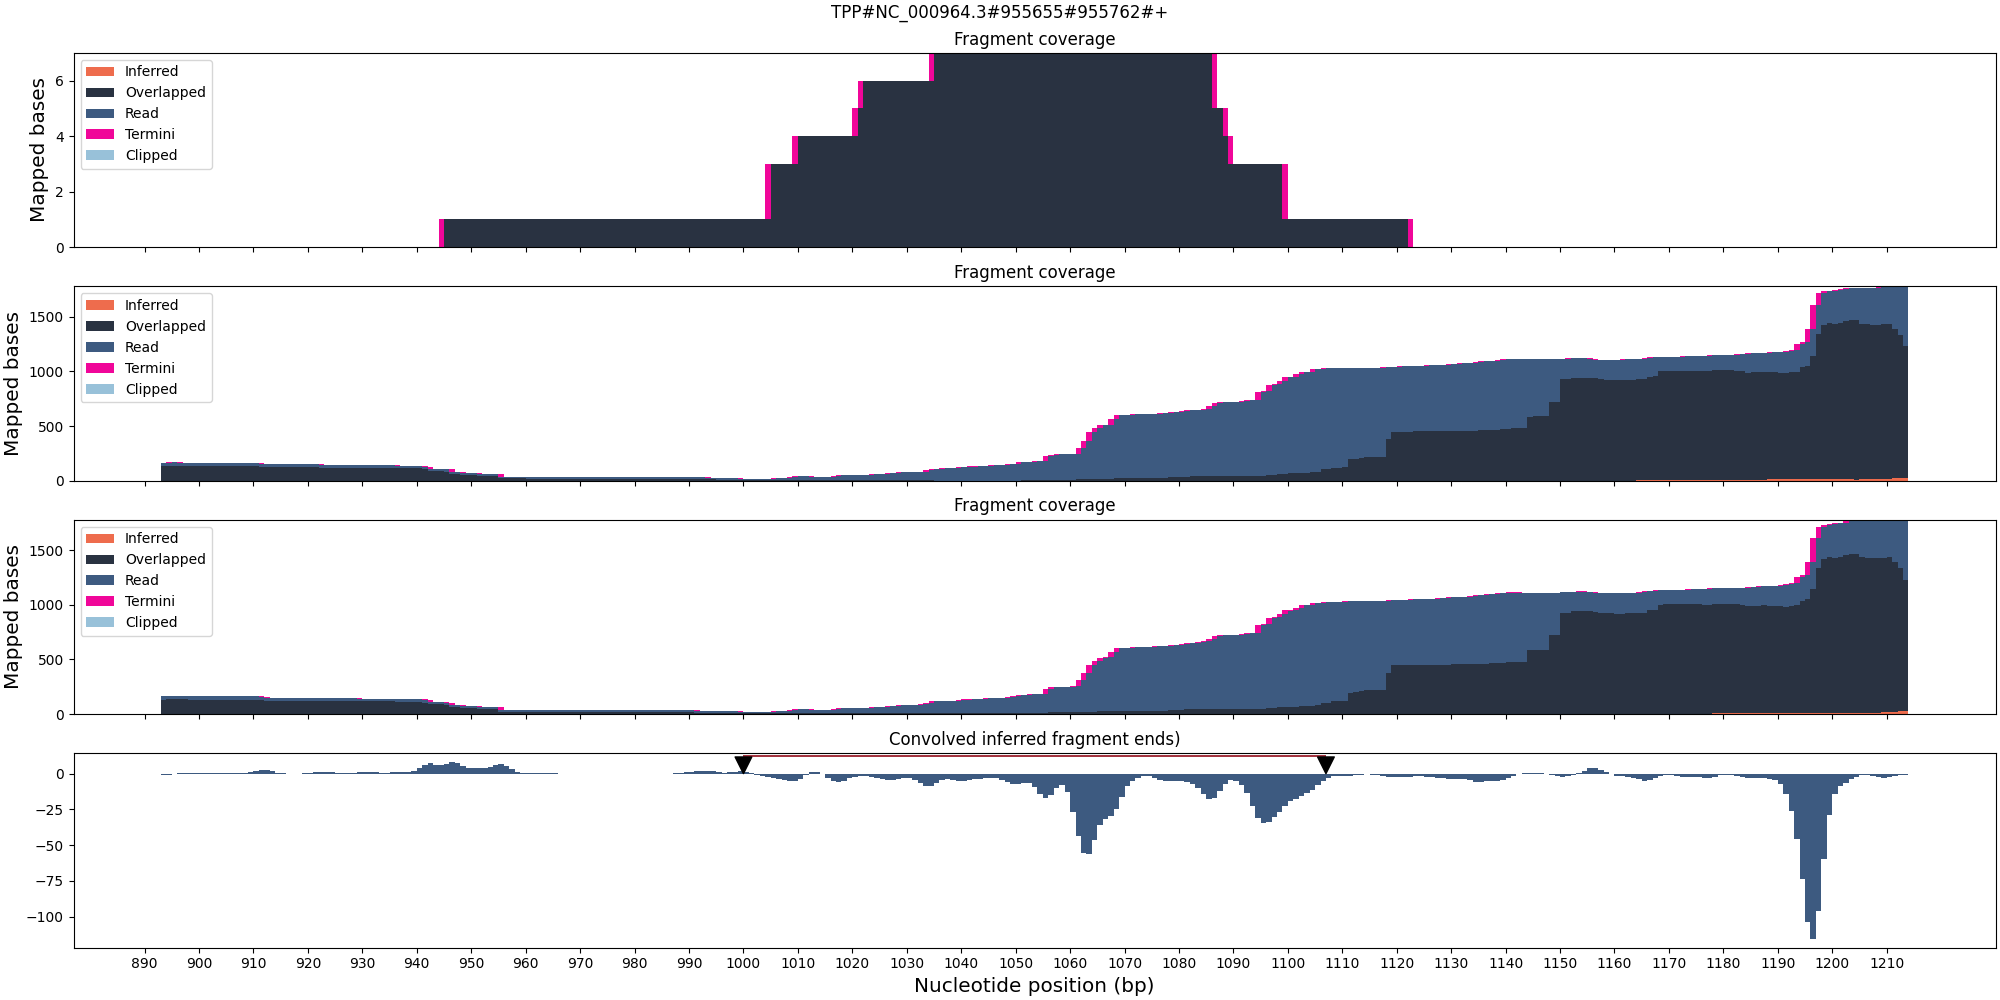 TPP#NC_000964.3#955655#955762#+
Fragment coverage
Mapped bases
6
4
2
0
Inferred
Overlapped
Read
Termini
Clipped
Fragment coverage
Mapped bases
1500
1000
500
0
Inferred
Overlapped
Read
Termini
Clipped
Fragment coverage
Mapped bases
1500
1000
500
0
Inferred
Overlapped
Read
Termini
Clipped
Convolved inferred fragment ends)
0
−25
−50
−75
−100
890 900 910 920 930 940 950 960 970 980 990 1000 1010 1020 1030 1040 1050 1060 1070 1080 1090 1100 1110 1120 1130 1140 1150 1160 1170 1180 1190 1200 1210
Nucleotide position (bp)